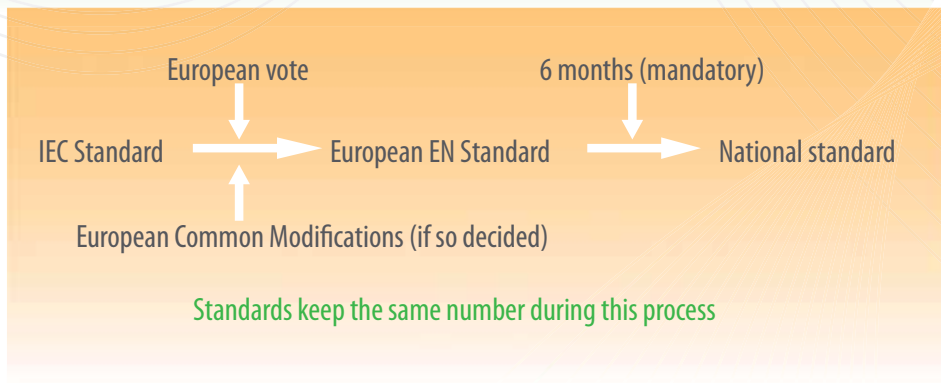 European vote
6 months (mandatory)
IEC Standard
European EN Standard
National standard
European Common Modifications (if so decided)
Standards keep the same number during this process